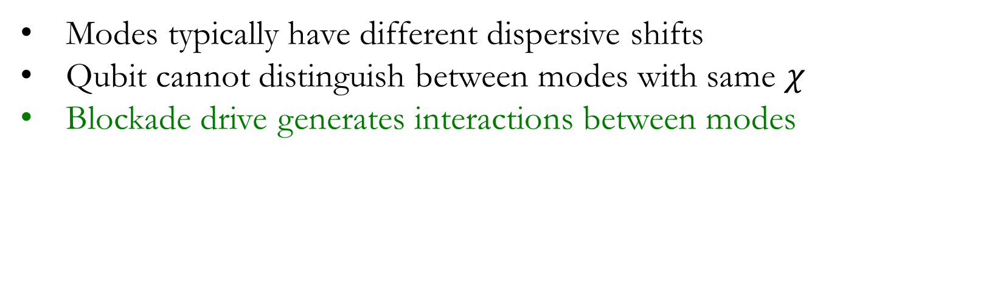 • Modes typically have different dispersive shifts
• Qubit cannot distinguish between modes with same χ
• Blockade drive generates interactions between modes